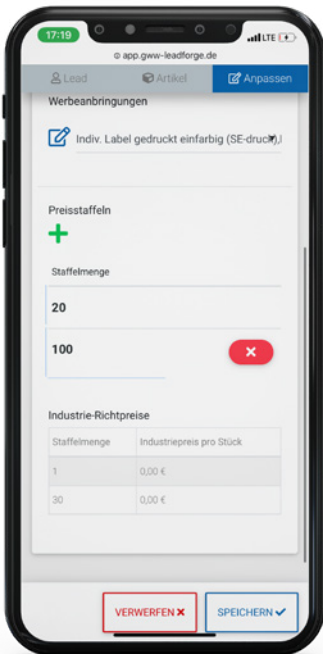 17:19
LTE
app.gww-leadforge.de
Lead
Artikel
Anpassen
Werbeanbringungen
Indiv. Label gedruckt einfarbig (SE-druck),
Preisstaffeln
Staffelmenge
20
100
Industrie-Richtpreise
Staffelmenge Industriepreis pro Stück
1 0,00 €
30 0,00 €
VERWERFEN
SPEICHERN